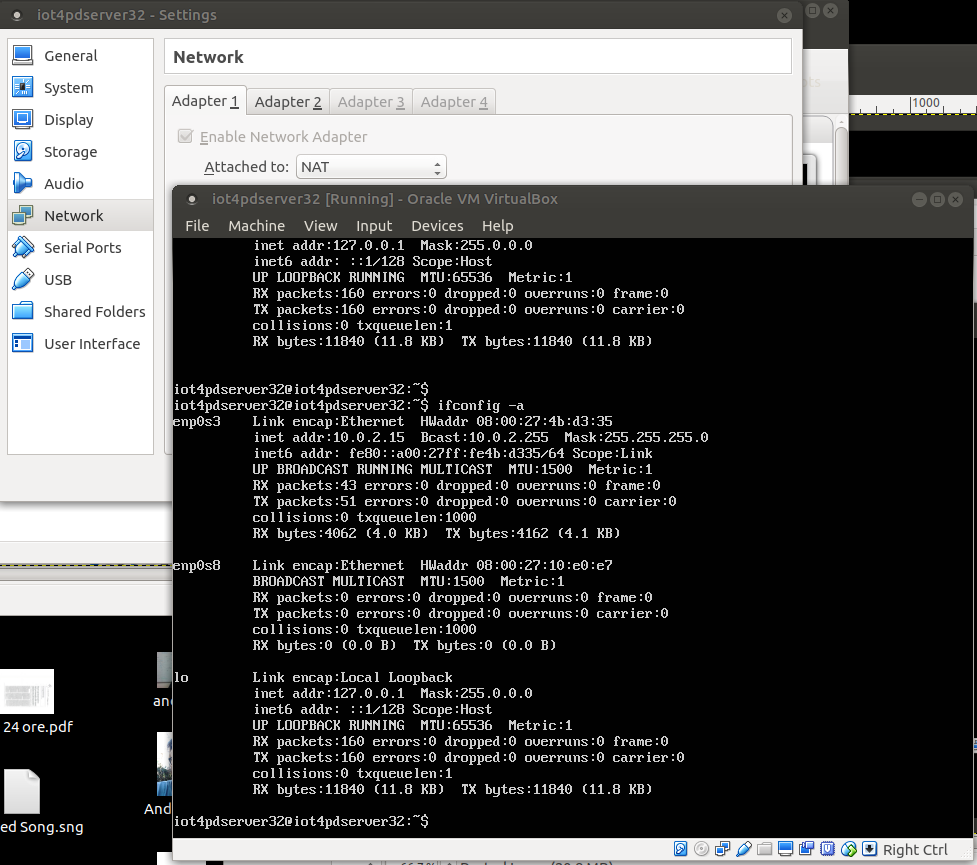 iot4pdserver32 - Settings
General
System
Display
Storage
Audio
Network
Serial Ports
USB
Shared Folders
User Interface
Network
Adapter 1 Adapter 2 Adapter 3 Adapter 4
Enable Network Adapter
Attached to: NAT
1000
iot4pdserver32 [Running] - Oracle VM VirtualBox
File Machine View Input Devices Help
inet addr:127.0.0.1 Mask:255.0.0.0
inet6 addr: ::1/128 Scope:Host
UP LOOPBACK RUNNING MTU:65536 Metric:1
RX packets:160 errors:0 dropped:0 overruns:0 frame:0
TX packets:160 errors:0 dropped:0 overruns:0 carrier:0
collisions:0 txqueuelen:1
RX bytes:11840 (11.8 KB) TX bytes:11840 (11.8 KB)
iot4pdserver32@iot4pdserver32:~$
iot4pdserver32@iot4pdserver32:~$ ifconfig -a
enp0s3 Link encap:Ethernet HWaddr 08:00:27:4b:d3:35
inet addr:10.0.2.15 Bcast:10.0.2.255 Mask:255.255.255.0
inet6 addr: fe80::a00:27ff:fe4b:d335/64 Scope:Link
UP BROADCAST RUNNING MULTICAST MTU:1500 Metric:1
RX packets:43 errors:0 dropped:0 overruns:0 frame:0
TX packets:51 errors:0 dropped:0 overruns:0 carrier:0
collisions:0 txqueuelen:1000
RX bytes:4062 (4.0 KB) TX bytes:4162 (4.1 KB)
enp0s8 Link encap:Ethernet HWaddr 08:00:27:10:e0:e7
BROADCAST MULTICAST MTU:1500 Metric:1
RX packets:0 errors:0 dropped:0 overruns:0 frame:0
TX packets:0 errors:0 dropped:0 overruns:0 carrier:0
collisions:0 txqueuelen:1000
RX bytes:0 (0.0 B) TX bytes:0 (0.0 B)
lo Link encap:Local Loopback
inet addr:127.0.0.1 Mask:255.0.0.0
inet6 addr: ::1/128 Scope:Host
UP LOOPBACK RUNNING MTU:65536 Metric:1
RX packets:160 errors:0 dropped:0 overruns:0 frame:0
TX packets:160 errors:0 dropped:0 overruns:0 carrier:0
collisions:0 txqueuelen:1
RX bytes:11840 (11.8 KB) TX bytes:11840 (11.8 KB)
iot4pdserver32@iot4pdserver32:~$
Right Ctrl
24 ore.pdf
an
And
ed Song.sng